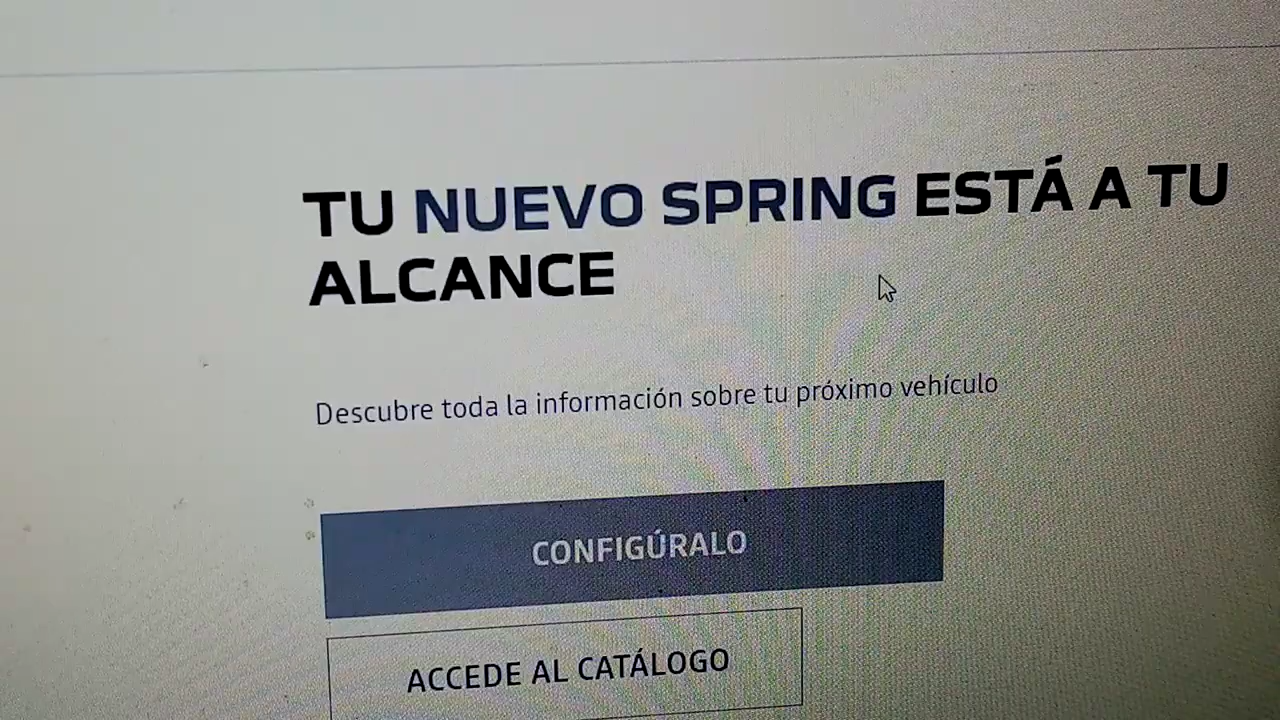 TU NUEVO SPRING ESTÁ A TU
ALCANCE
Descubre toda la información sobre tu próximo vehículo
CONFIGÚRALO
ACCEDE AL CATÁLOGO